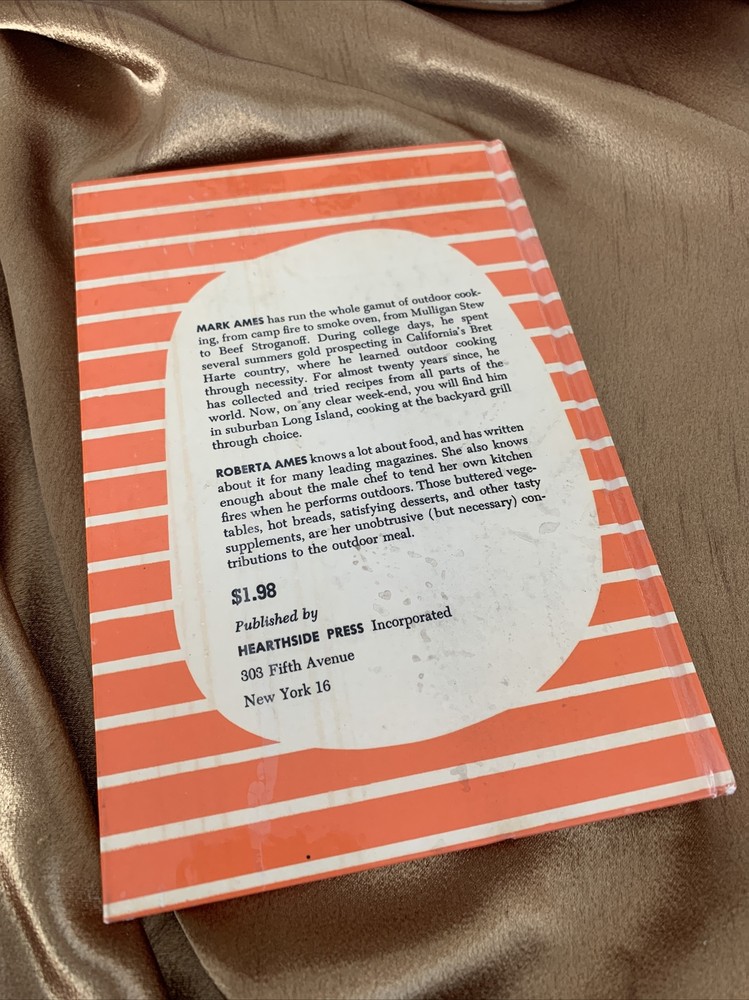 MARK AMES has run the whole gamut of outdoor cook-
ing, from camp fire to smoke oven, from Mulligan Stew
to Beef Stroganoff. During college days, he spent
several summers gold prospecting in California's Bret
Harte country, where he learned outdoor cooking
through necessity. For almost twenty years since, he
has collected and tried recipes from all parts of the
world. Now, on any clear week-end, you will find him
in suburban Long Island, cooking at the backyard grill
through choice.
ROBERTA AMES knows a lot about food, and has written
about it for many leading magazines. She also knows
enough about the male chef to tend her own kitchen
fires when he performs outdoors. Those buttered vege-
tables, hot breads, satisfying desserts, and other tasty
supplements, are her unobtrusive (but necessary) con-
tributions to the outdoor meal.
$1.98
Published by
HEARTHSIDE PRESS Incorporated
303 Fifth Avenue
New York 16